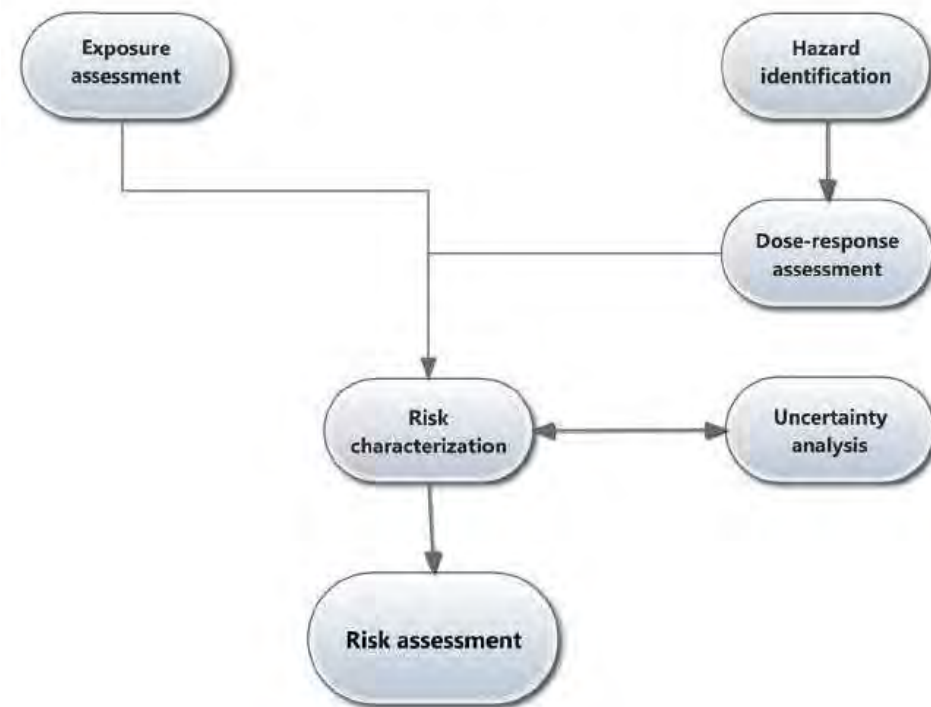 Exposure
assessment
Hazard
identification
Dose-response
assessment
Risk
characterization
Uncertainty
analysis
Risk assessment